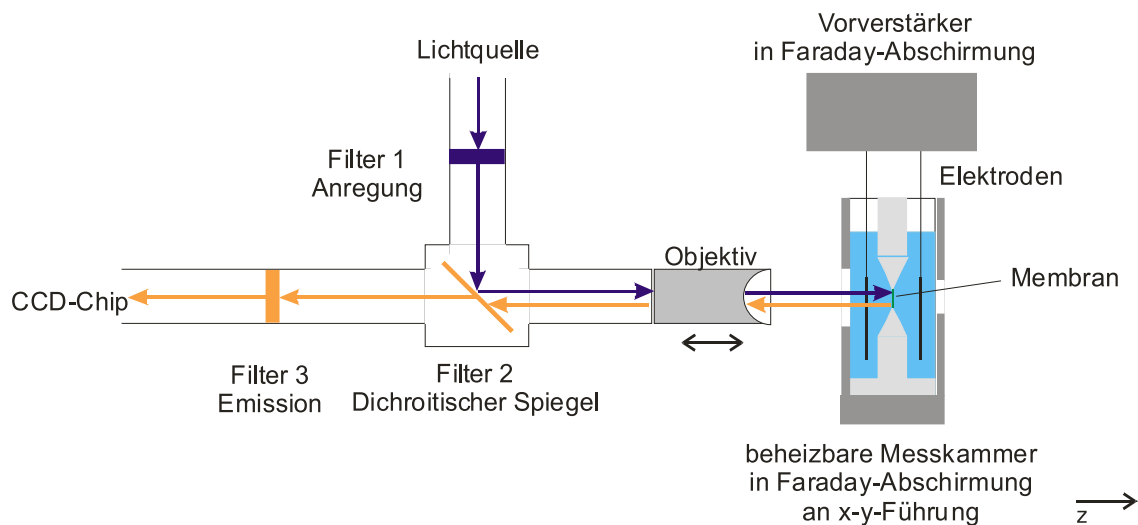 Vorverstärker
in Faraday-Abschirmung
Lichtquelle
Filter 1
Anregung
Elektroden
Objektiv
Membran
CCD-Chip
Filter 3
Emission
Filter 2
Dichroitischer Spiegel
beheizbare Messkammer
in Faraday-Abschirmung
an x-y-Führung
z